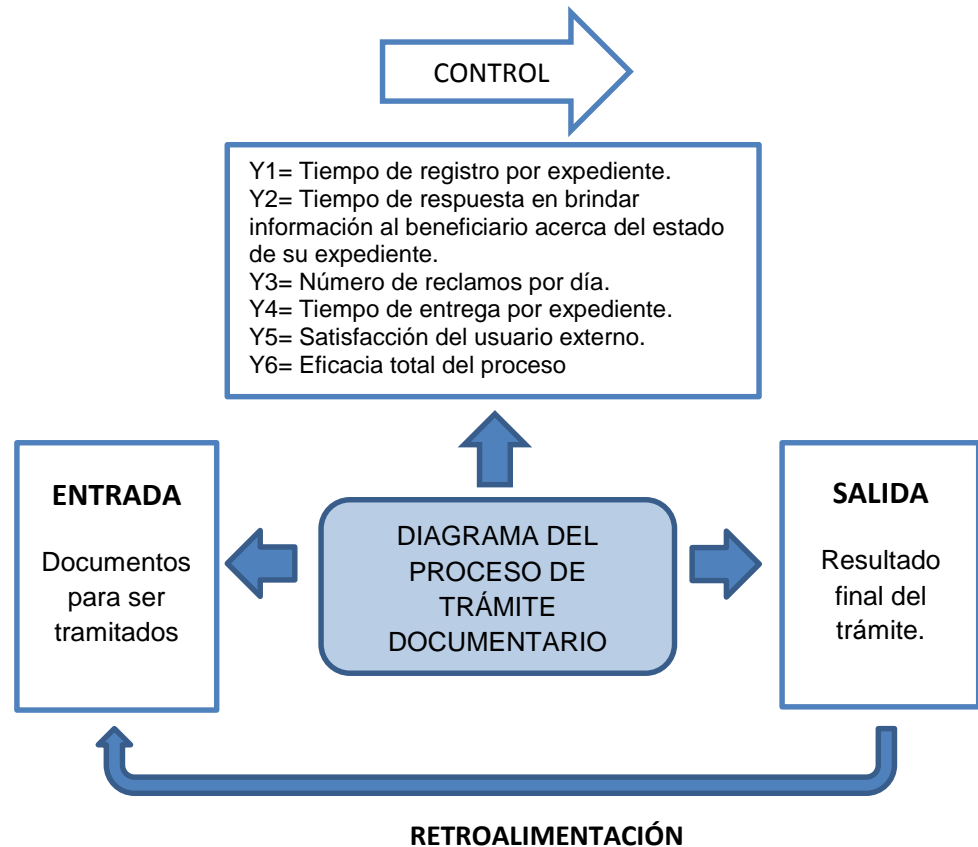 CONTROL
Y1= Tiempo de registro por expediente.
Y2= Tiempo de respuesta en brindar
información al beneficiario acerca del estado
de su expediente.
Y3= Número de reclamos por día.
Y4= Tiempo de entrega por expediente.
Y5= Satisfacción del usuario externo.
Y6= Eficacia total del proceso
ENTRADA
Documentos
para ser
tramitados
DIAGRAMA DEL
PROCESO DE
TRÁMITE
DOCUMENTARIO
SALIDA
Resultado
final del
trámite.
RETROALIMENTACIÓN